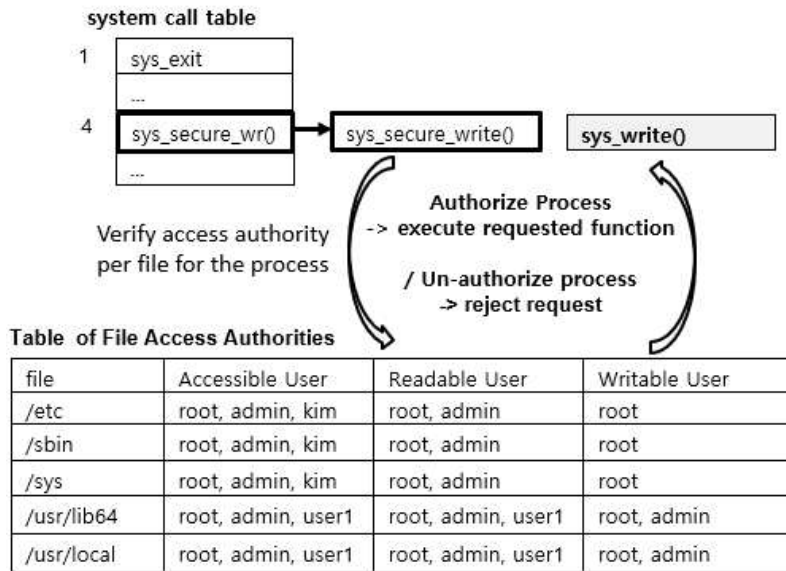 system call table
1 sys_exit
...
4 sys_secure_wr() sys_secure_write() sys_write()
...
Verify access authority
per file for the process
Authorize Process
-> execute requested function
/ Un-authorize process
-> reject request
Table of File Access Authorities
file Accessible User Readable User Writable User
/etc root, admin, kim root, admin root
/sbin root, admin, kim root, admin root
/sys root, admin, kim root, admin root
/usr/lib64 root, admin, user1 root, admin, user1 root, admin
/usr/local root, admin, user1 root, admin, user1 root, admin